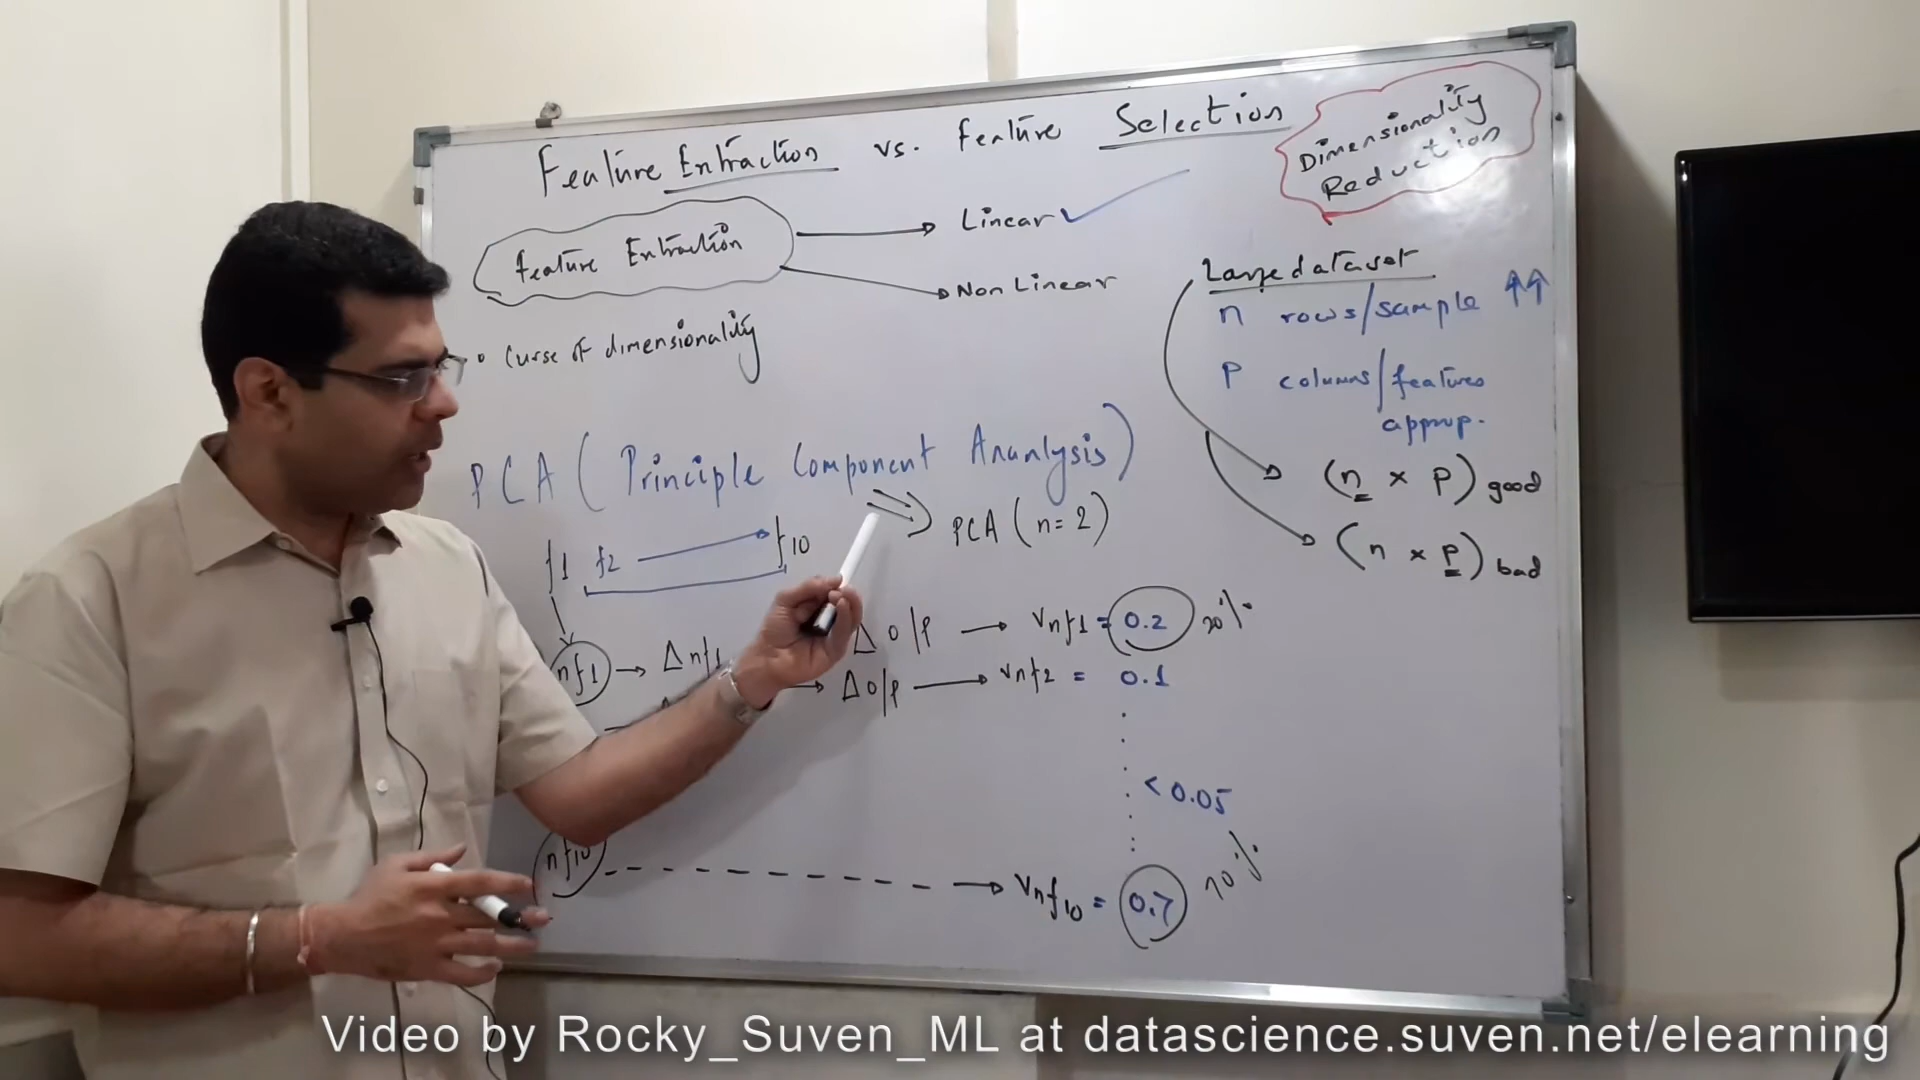 Feature Extraction vs. Feature Selection
Dimensionality
Reduction
Feature Extraction
Linear
Non Linear
Large dataset
n rows/sample ↑↑
P columns/features
approp.
• Curse of dimensionality
PCA ( Principle Component Ananlysis )
(n × P) good
(n × P) bad
f1 f2 → f10
PCA ( n = 2 )
nf1 → Δnf1 Δ o/p → Vnf1 = 0.2 20%
→ Δo/p → Vnf2 = 0.1
< 0.05
nf10 → Vnf10 = 0.7 70%
Video by Rocky_Suven_ML at datascience.suven.net/elearning